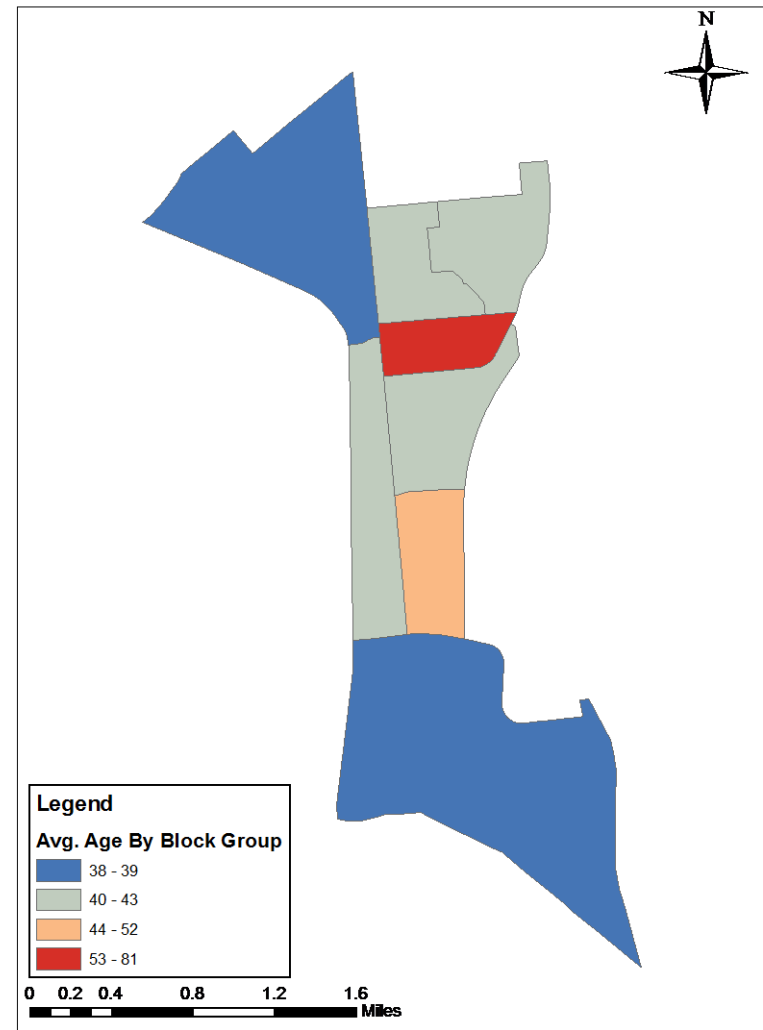 N
Legend
Avg. Age By Block Group
38 - 39
40 - 43
44 - 52
53 - 81
0 0.2 0.4 0.8 1.2 1.6
Miles